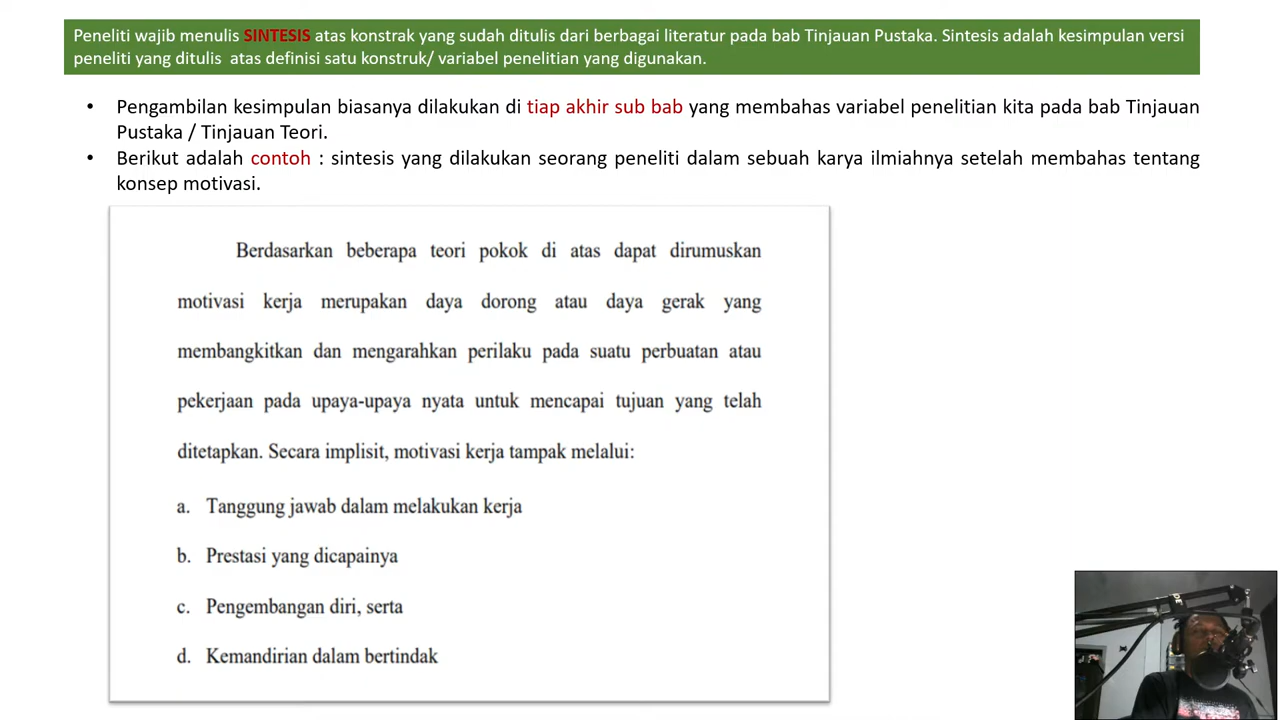 Peneliti wajib menulis SINTESIS atas konstrak yang sudah ditulis dari berbagai literatur pada bab Tinjauan Pustaka. Sintesis adalah kesimpulan versi
peneliti yang ditulis atas definisi satu konstruk/ variabel penelitian yang digunakan.
• Pengambilan kesimpulan biasanya dilakukan di tiap akhir sub bab yang membahas variabel penelitian kita pada bab Tinjauan
Pustaka / Tinjauan Teori.
• Berikut adalah contoh : sintesis yang dilakukan seorang peneliti dalam sebuah karya ilmiahnya setelah membahas tentang
konsep motivasi.
Berdasarkan beberapa teori pokok di atas dapat dirumuskan
motivasi kerja merupakan daya dorong atau daya gerak yang
membangkitkan dan mengarahkan perilaku pada suatu perbuatan atau
pekerjaan pada upaya-upaya nyata untuk mencapai tujuan yang telah
ditetapkan. Secara implisit, motivasi kerja tampak melalui:
a. Tanggung jawab dalam melakukan kerja
b. Prestasi yang dicapainya
c. Pengembangan diri, serta
d. Kemandirian dalam bertindak